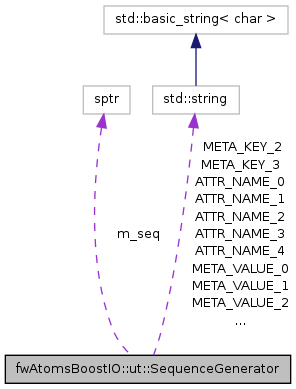 std::basic_string< char >
sptr
std::string
META_KEY_2
META_KEY_3
ATTR_NAME_0
ATTR_NAME_1
ATTR_NAME_2
ATTR_NAME_3
ATTR_NAME_4
META_VALUE_0
META_VALUE_1
META_VALUE_2
...
m_seq
fwAtomsBoostIO::ut::SequenceGenerator